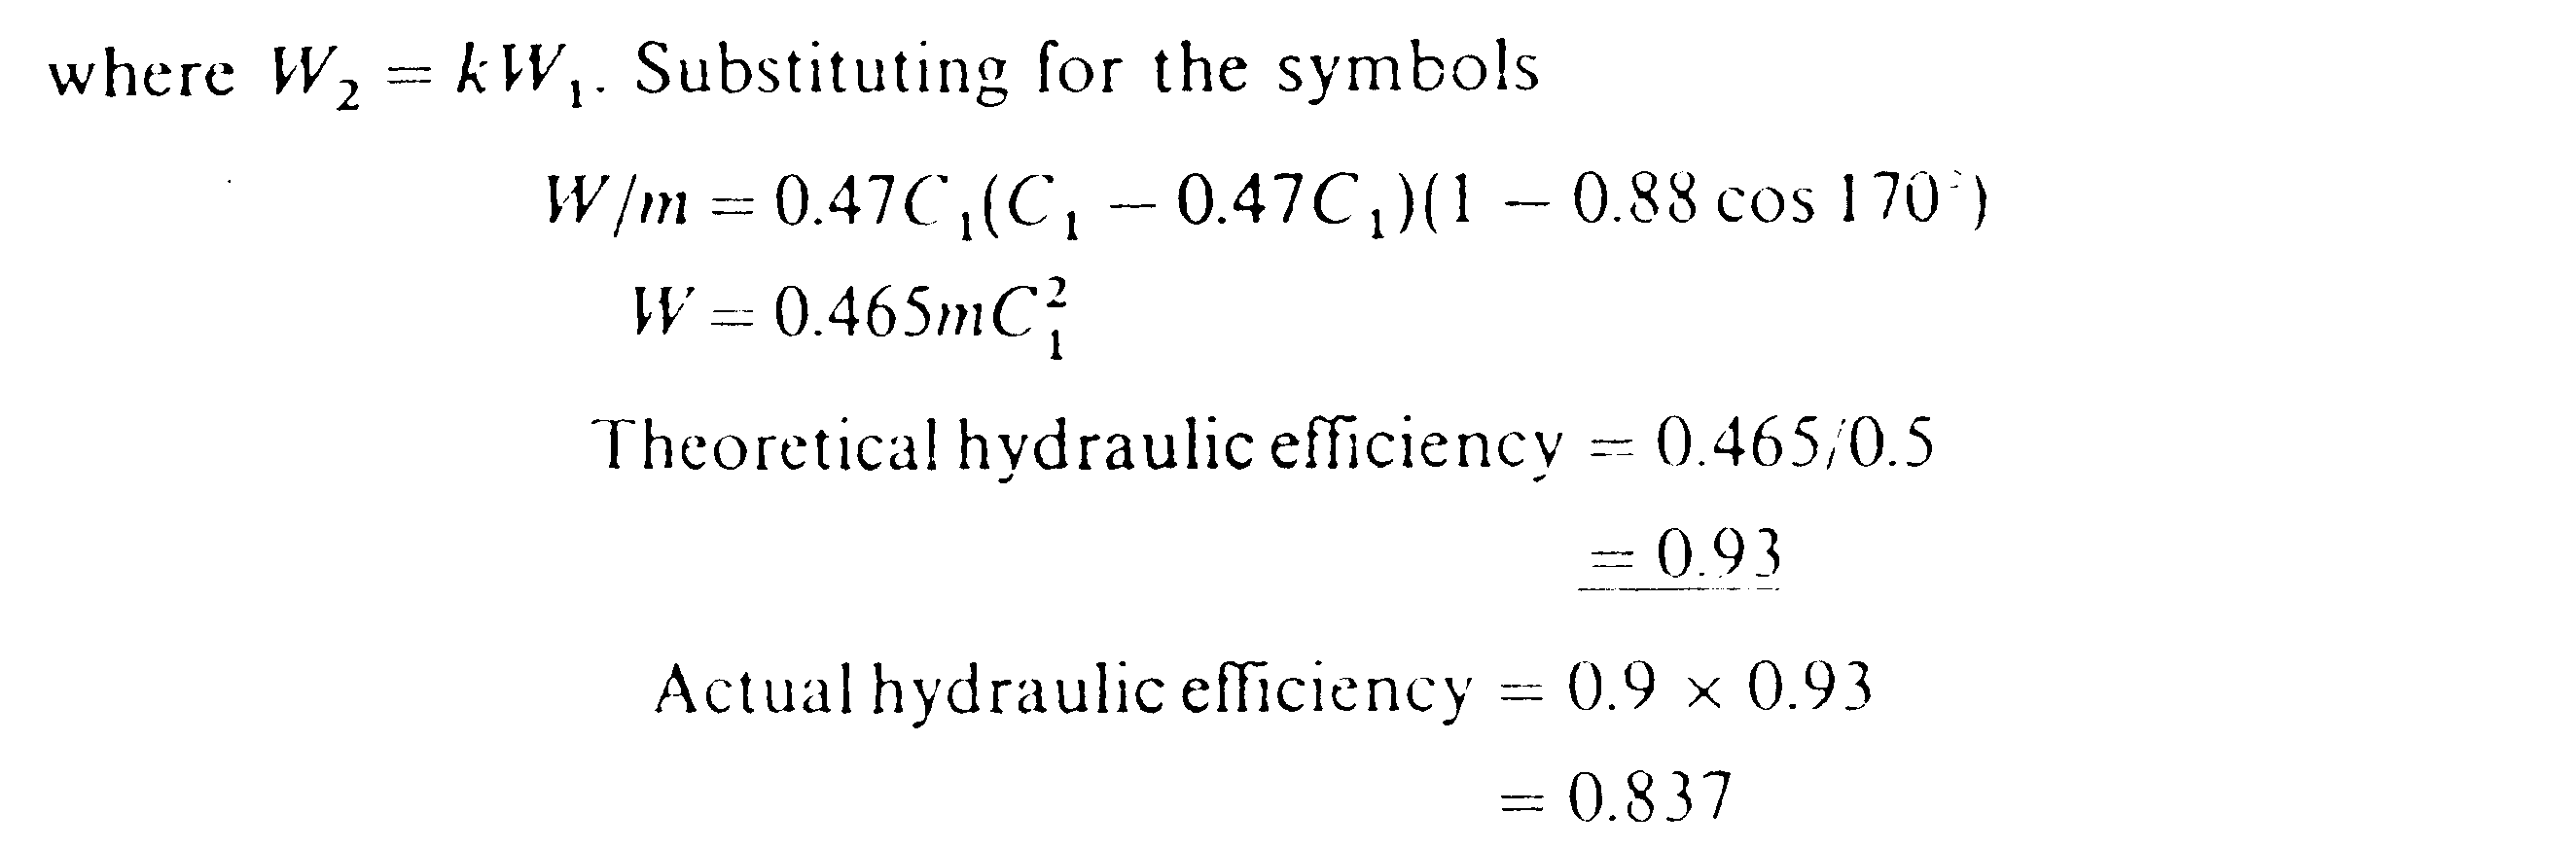 where W₂ = kW₁. Substituting for the symbols
W/m = 0.47C₁(C₁ − 0.47C₁)(1 − 0.88 cos 170°)
W = 0.465mC₁²
Theoretical hydraulic efficiency = 0.465/0.5
= 0.93
Actual hydraulic efficiency = 0.9 × 0.93
= 0.837